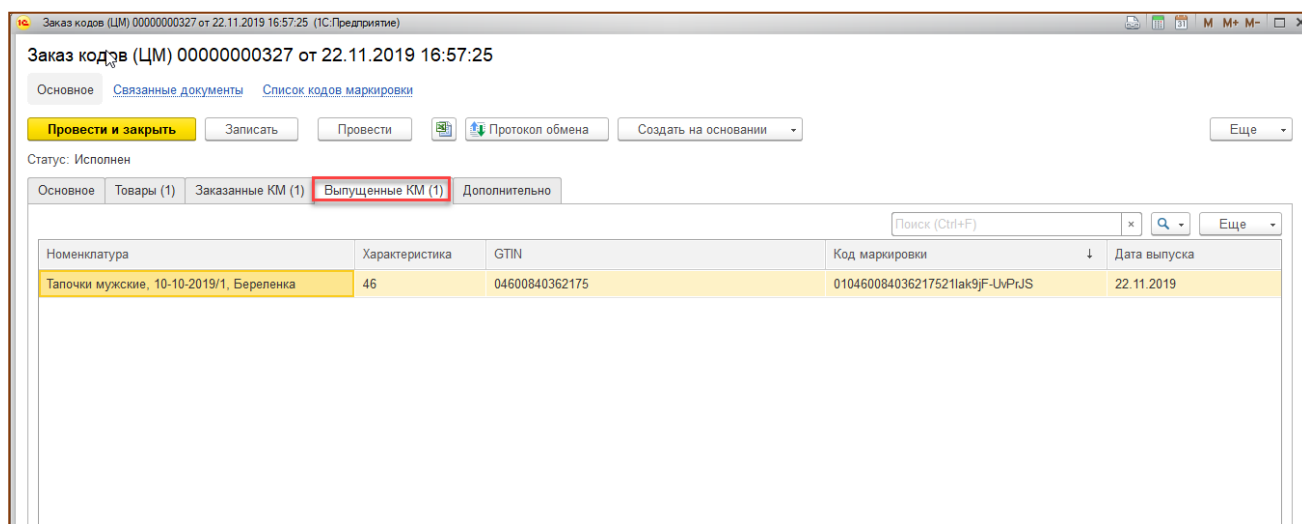 Заказ кодов (ЦМ) 00000000327 от 22.11.2019 16:57:25 (1С:Предприятие) M M+ M-
Заказ кодов (ЦМ) 00000000327 от 22.11.2019 16:57:25
Основное Связанные документы Список кодов маркировки
Провести и закрыть Записать Провести Протокол обмена Создать на основании Еще
Статус: Исполнен
Основное Товары (1) Заказанные КМ (1) Выпущенные КМ (1) Дополнительно
Поиск (Ctrl+F) × Еще
Номенклатура Характеристика GTIN Код маркировки ↓ Дата выпуска
Тапочки мужские, 10-10-2019/1, Береленка 46 04600840362175 010460084036217521lak9jF-UvPrJS 22.11.2019